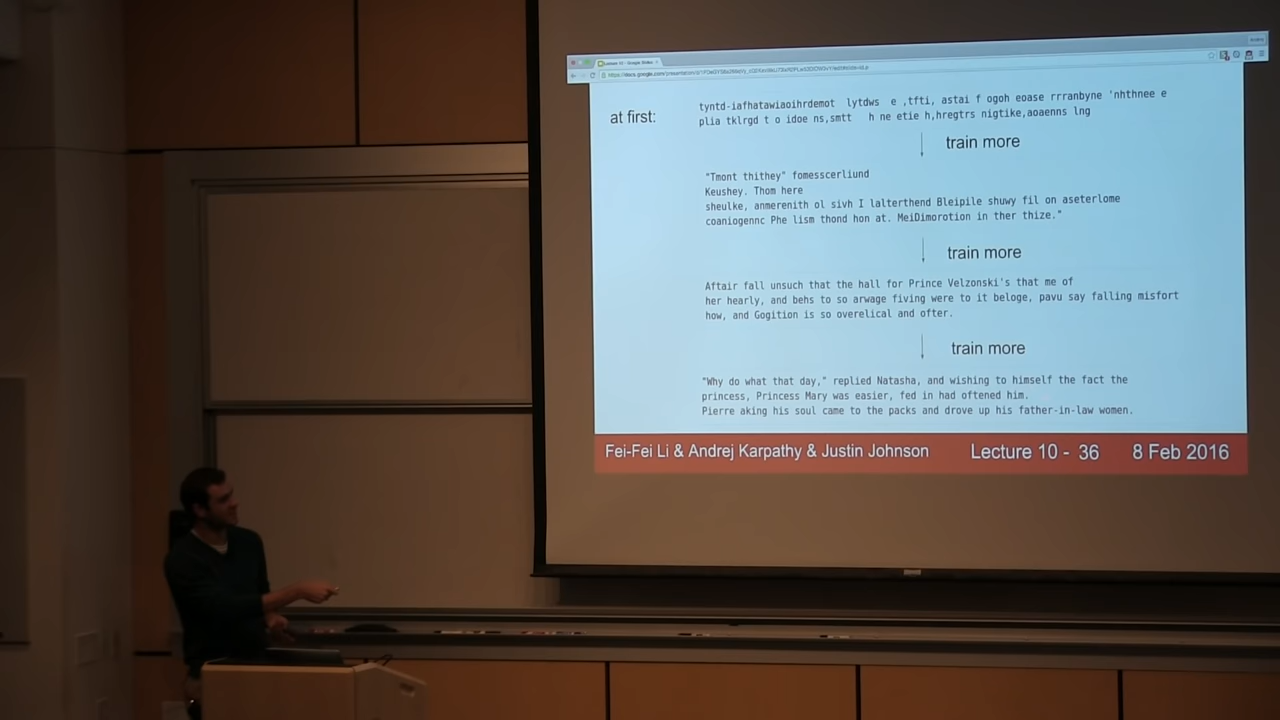 Lecture 10 - Google Slides
at first:
tyntd-iafhatawiaoihrdemot lytdws e ,tfti, astai f ogoh eoase rrranbyne 'nhthnee e
plia tklrgd t o idoe ns,smtt h ne etie h,hregtrs nigtike,aoaenns lng
train more
"Tmont thithey" fomesscerliund
Keushey. Thom here
sheulke, anmerenith ol sivh I lalterthend Bleipile shuwy fil on aseterlome
coaniogennc Phe lism thond hon at. MeiDimorotion in ther thize."
train more
Aftair fall unsuch that the hall for Prince Velzonski's that me of
her hearly, and behs to so arwage fiving were to it beloge, pavu say falling misfort
how, and Gogition is so overelical and ofter.
train more
"Why do what that day," replied Natasha, and wishing to himself the fact the
princess, Princess Mary was easier, fed in had oftened him.
Pierre aking his soul came to the packs and drove up his father-in-law women.
Fei-Fei Li & Andrej Karpathy & Justin Johnson Lecture 10 - 36 8 Feb 2016